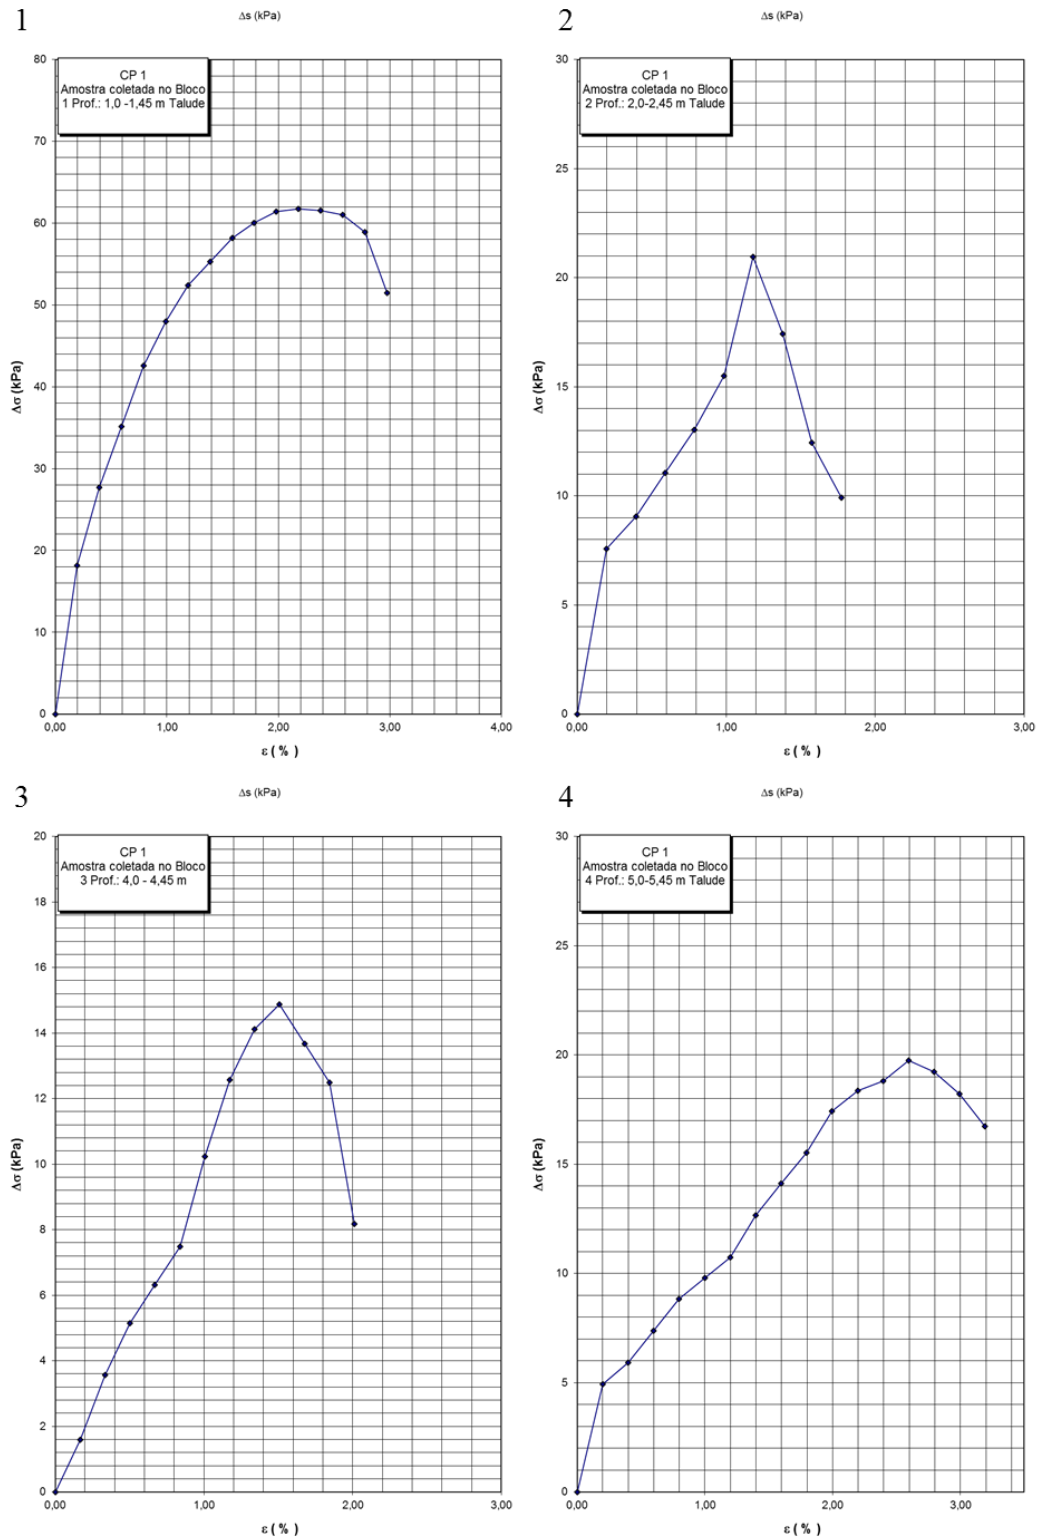 1
Δs (kPa)
80
70
60
50
40
30
20
10
0
Δσ (kPa)
CP 1
Amostra coletada no Bloco
1 Prof.: 1,0 -1,45 m Talude
0,00 1,00 2,00 3,00 4,00
ε ( % )
2
Δs (kPa)
30
25
20
15
10
5
0
Δσ (kPa)
CP 1
Amostra coletada no Bloco
2 Prof.: 2,0-2,45 m Talude
0,00 1,00 2,00 3,00
ε ( % )
3
Δs (kPa)
20
18
16
14
12
10
8
6
4
2
0
Δσ (kPa)
CP 1
Amostra coletada no Bloco
3 Prof.: 4,0 - 4,45 m
0,00 1,00 2,00 3,00
ε ( % )
4
Δs (kPa)
30
25
20
15
10
5
0
Δσ (kPa)
CP 1
Amostra coletada no Bloco
4 Prof.: 5,0-5,45 m Talude
0,00 1,00 2,00 3,00
ε ( % )